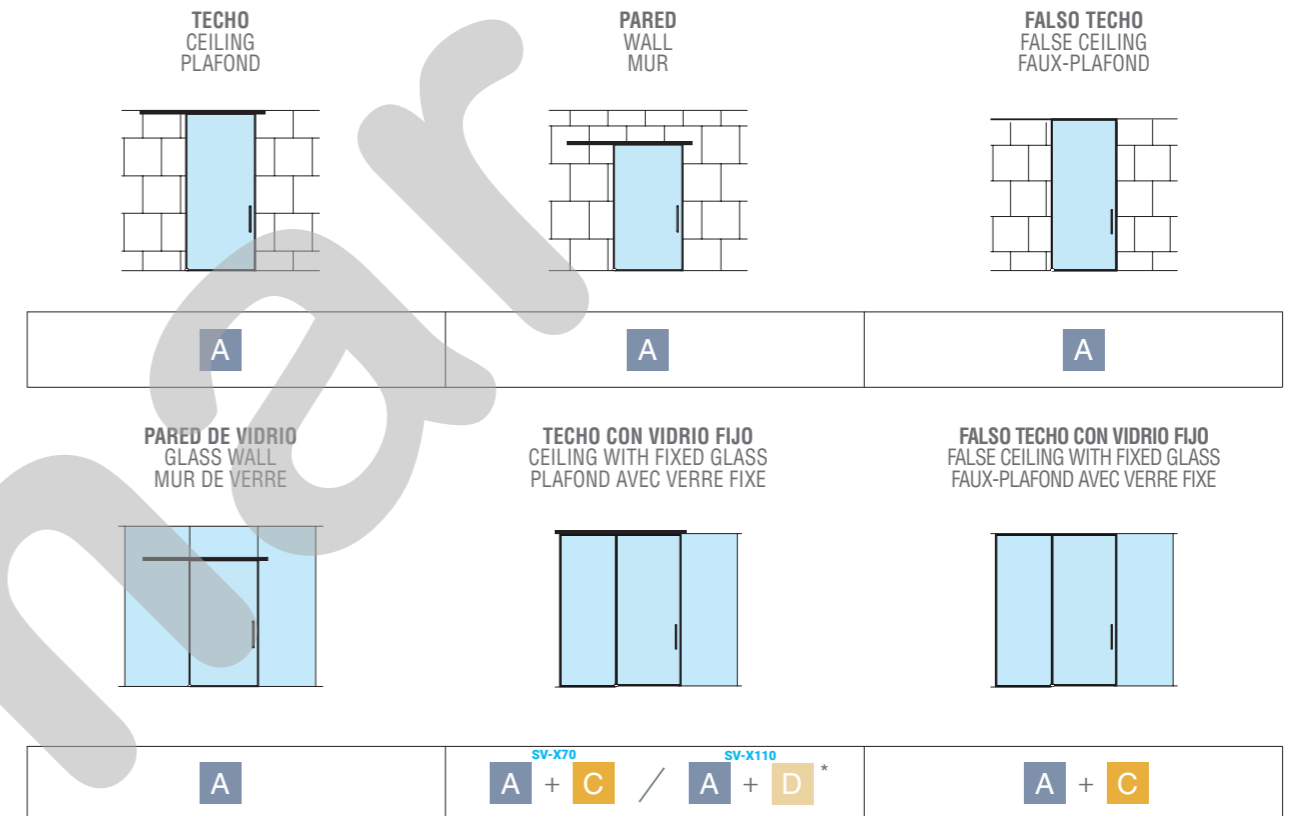 TECHO
CEILING
PLAFOND
PARED
WALL
MUR
FALSO TECHO
FALSE CEILING
FAUX-PLAFOND
A
A
A
PARED DE VIDRIO
GLASS WALL
MUR DE VERRE
TECHO CON VIDRIO FIJO
CEILING WITH FIXED GLASS
PLAFOND AVEC VERRE FIXE
FALSO TECHO CON VIDRIO FIJO
FALSE CEILING WITH FIXED GLASS
FAUX-PLAFOND AVEC VERRE FIXE
A
SV-X70
A + C
/
SV-X110
A + D *
A + C
nar